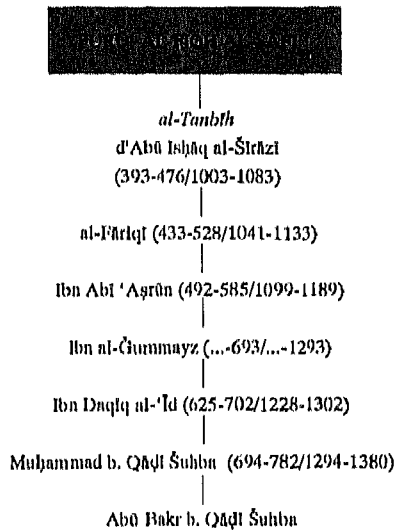 al-Tanbīh
d'Abū Isḥāq al-Šīrāzī
(393-476/1003-1083)
al-Fāriqī (433-528/1041-1133)
Ibn Abī ‘Aṣrūn (492-585/1099-1189)
Ibn al-Ğummayz (...-693/...-1293)
Ibn Daqīq al-‘Īd (625-702/1228-1302)
Muḥammad b. Qāḍī Šuhba (694-782/1294-1380)
Abū Bakr b. Qāḍī Šuhba